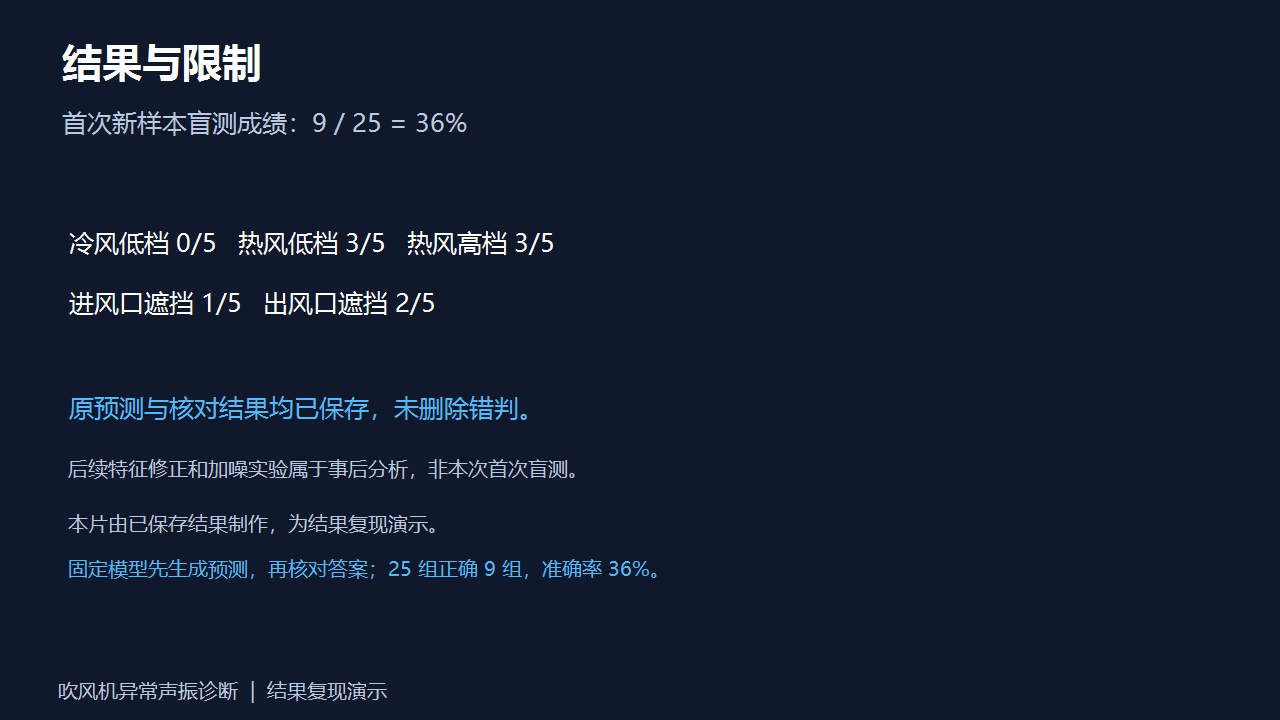 结果与限制
首次新样本盲测成绩：9 / 25 = 36%
冷风低档 0/5 热风低档 3/5 热风高档 3/5
进风口遮挡 1/5 出风口遮挡 2/5
原预测与核对结果均已保存，未删除错判。
后续特征修正和加噪实验属于事后分析，非本次首次盲测。
本片由已保存结果制作，为结果复现演示。
固定模型先生成预测，再核对答案；25 组正确 9 组，准确率 36%。
吹风机异常声振诊断 | 结果复现演示